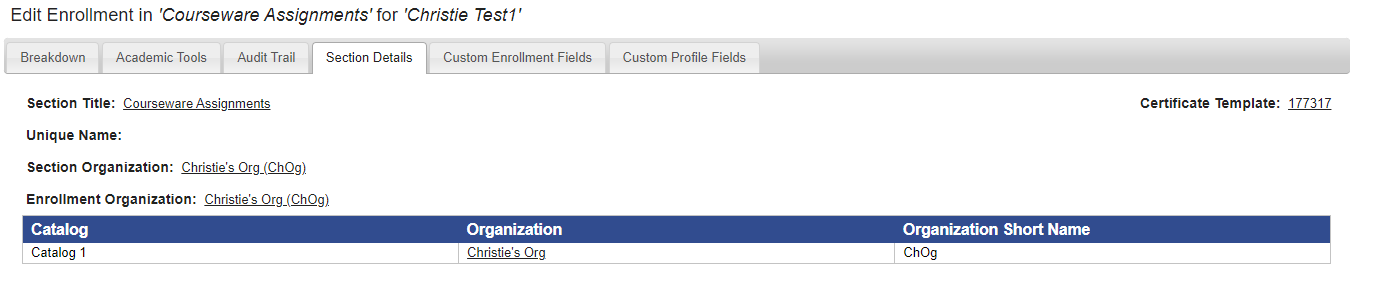 Edit Enrollment in 'Courseware Assignments' for 'Christie Test1'
Breakdown Academic Tools Audit Trail Section Details Custom Enrollment Fields Custom Profile Fields
Section Title: Courseware Assignments Certificate Template: 177317
Unique Name:
Section Organization: Christie's Org (ChOg)
Enrollment Organization: Christie's Org (ChOg)
Catalog Organization Organization Short Name
Catalog 1 Christie's Org ChOg